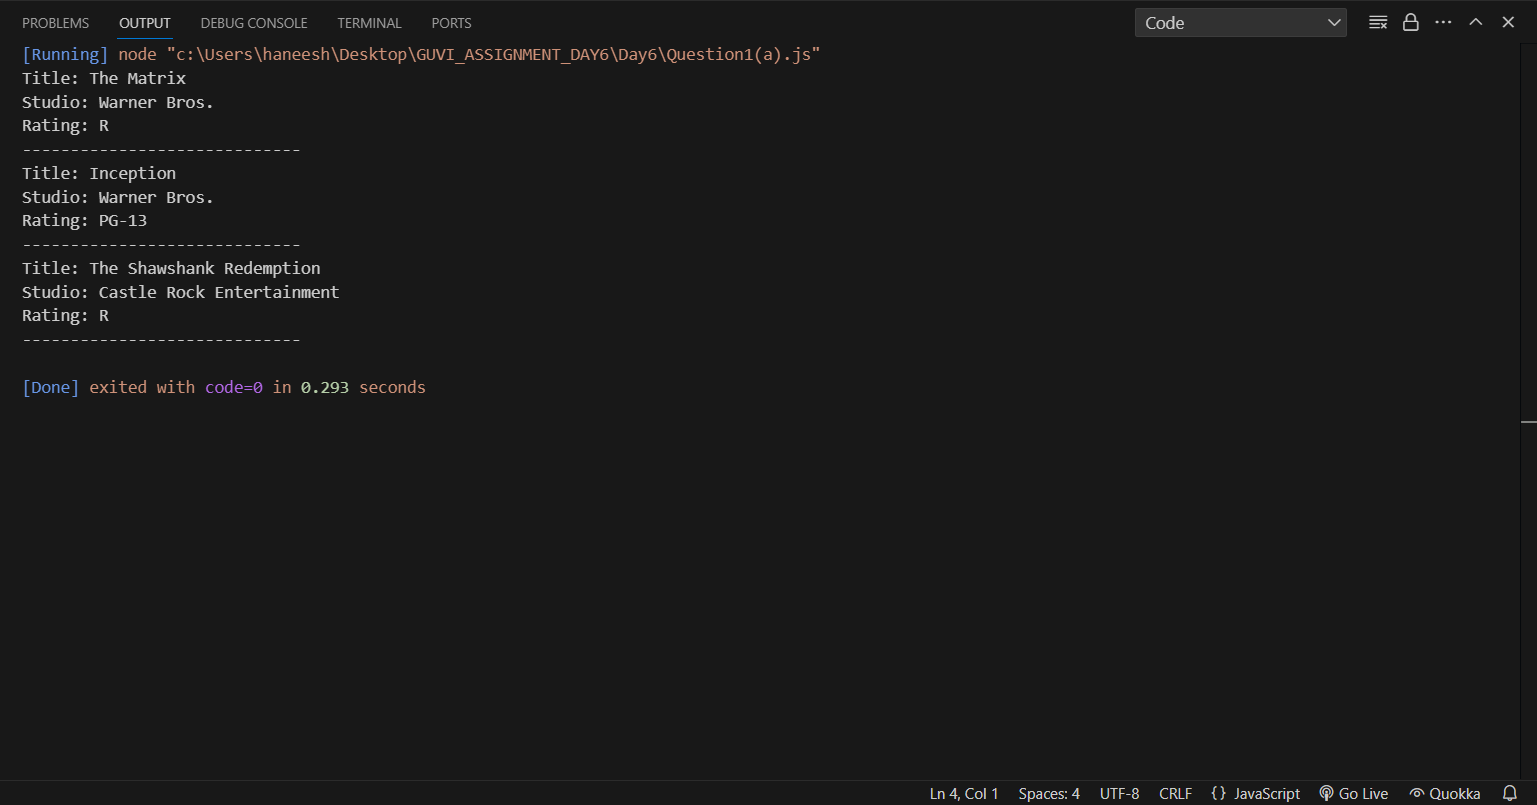 PROBLEMS OUTPUT DEBUG CONSOLE TERMINAL PORTS Code
[Running] node "c:\Users\haneesh\Desktop\GUVI_ASSIGNMENT_DAY6\Day6\Question1(a).js"
Title: The Matrix
Studio: Warner Bros.
Rating: R
-----------------------------
Title: Inception
Studio: Warner Bros.
Rating: PG-13
-----------------------------
Title: The Shawshank Redemption
Studio: Castle Rock Entertainment
Rating: R
-----------------------------
[Done] exited with code=0 in 0.293 seconds
Ln 4, Col 1 Spaces: 4 UTF-8 CRLF {} JavaScript Go Live Quokka